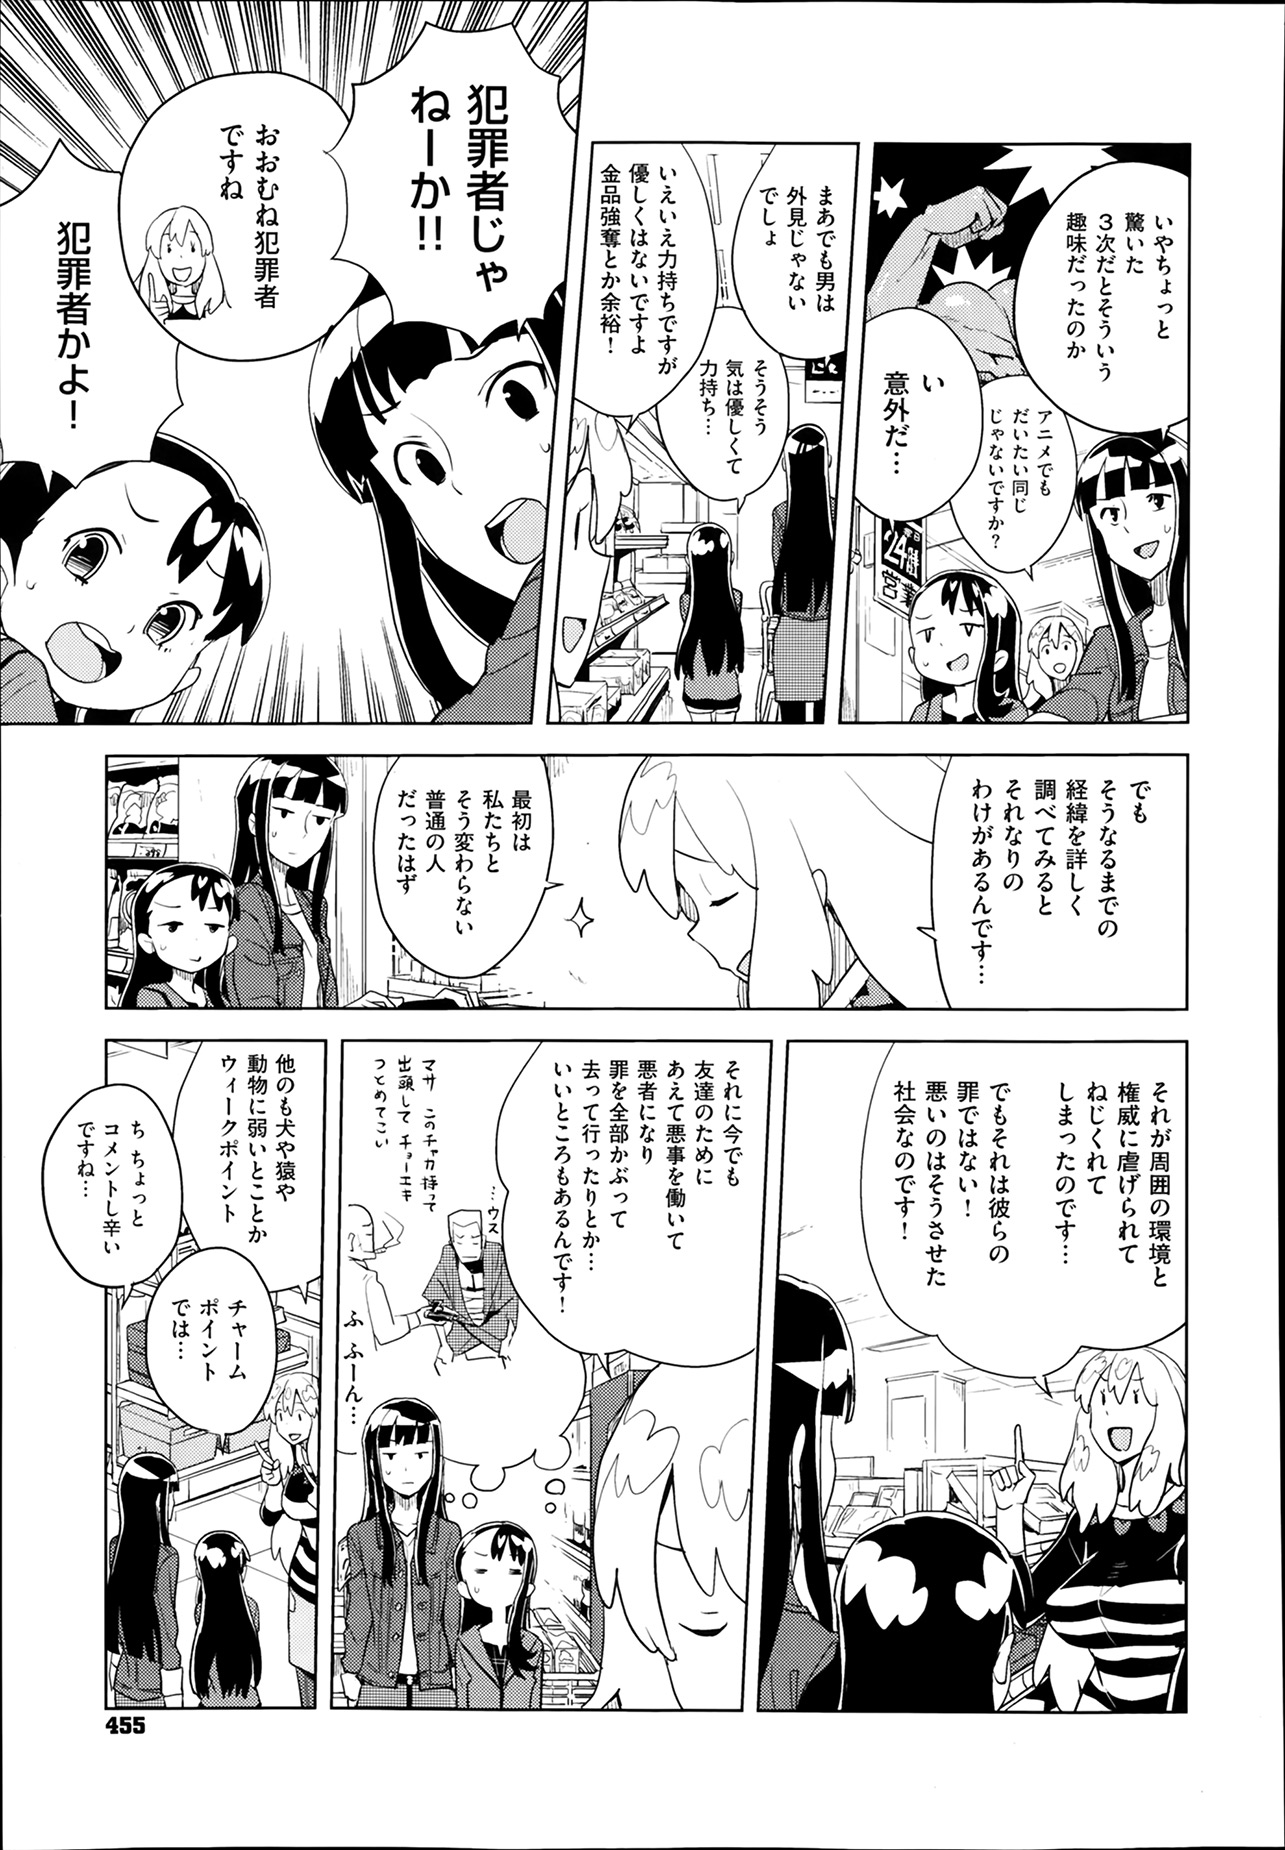 いやちょっと
驚いた
3次だとそういう
趣味だったのか
アニメでも
だいたい同じ
じゃないですか?
い
意外だ…
24時
営業
まあでも男は
外見じゃない
でしょ
そうそう
気は優しくて
力持ち…
いえいえ力持ちですが
優しくはないですよ
金品強奪とか余裕!
犯罪者じゃ
ねーか!!
おおむね犯罪者
ですね
犯罪者かよ!
でも
そうなるまでの
経緯を詳しく
調べてみると
それなりの
わけがあるんです…
最初は
私たちと
そう変わらない
普通の人
だったはず
それが周囲の環境と
権威に虐げられて
ねじくれて
しまったのです…
でもそれは彼らの
罪ではない!
悪いのはそうさせた
社会なのです!
それに今でも
友達のために
あえて悪事を働いて
悪者になり
罪を全部かぶって
去って行ったりとか…
いいところもあるんです!
マサ このチャカ持って
出頭して チョーエキ
つとめてこい
…ウス
ふ ふーん…
他のも犬や猿や
動物に弱いとことか
ウィークポイント
チャーム
ポイント
では…
ち ちょっと
コメントし辛い
ですね…
455